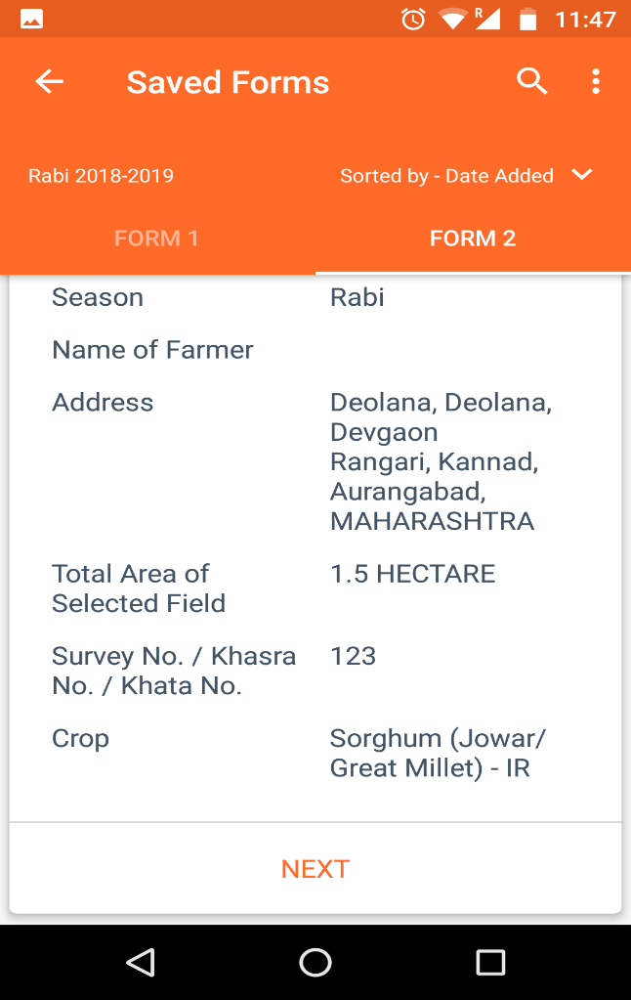 R 11:47
Saved Forms
Rabi 2018-2019 Sorted by - Date Added
FORM 1 FORM 2
Season Rabi
Name of Farmer
Address Deolana, Deolana,
Devgaon
Rangari, Kannad,
Aurangabad,
MAHARASHTRA
Total Area of 1.5 HECTARE
Selected Field
Survey No. / Khasra 123
No. / Khata No.
Crop Sorghum (Jowar/
Great Millet) - IR
NEXT